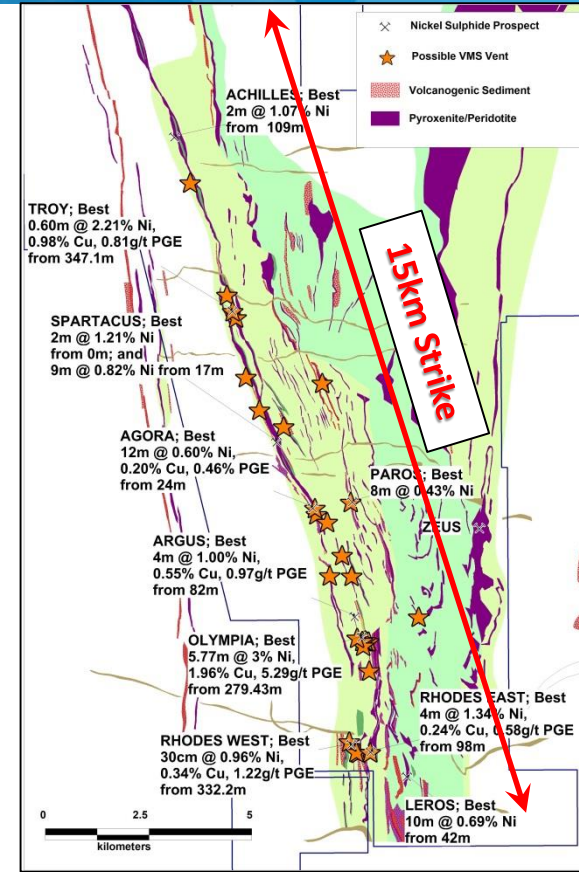 Nickel Sulphide Prospect
Possible VMS Vent
Volcanogenic Sediment
Pyroxenite/Peridotite
ACHILLES; Best
2m @ 1.07% Ni
from 109m
TROY; Best
0.60m @ 2.21% Ni,
0.98% Cu, 0.81g/t PGE
from 347.1m
15km Strike
SPARTACUS; Best
2m @ 1.21% Ni
from 0m; and
9m @ 0.82% Ni from 17m
AGORA; Best
12m @ 0.60% Ni,
0.20% Cu, 0.46% PGE
from 24m
PAROS; Best
8m @ 0.43% Ni
ZEUS
ARGUS; Best
4m @ 1.00% Ni,
0.55% Cu, 0.97g/t PGE
from 82m
OLYMPIA; Best
5.77m @ 3% Ni,
1.96% Cu, 5.29g/t PGE
from 279.43m
RHODES EAST; Best
4m @ 1.34% Ni,
0.24% Cu, 0.58g/t PGE
from 98m
RHODES WEST; Best
30cm @ 0.96% Ni,
0.34% Cu, 1.22g/t PGE
from 332.2m
LEROS; Best
10m @ 0.69% Ni
from 42m
0 2.5 5
kilometers